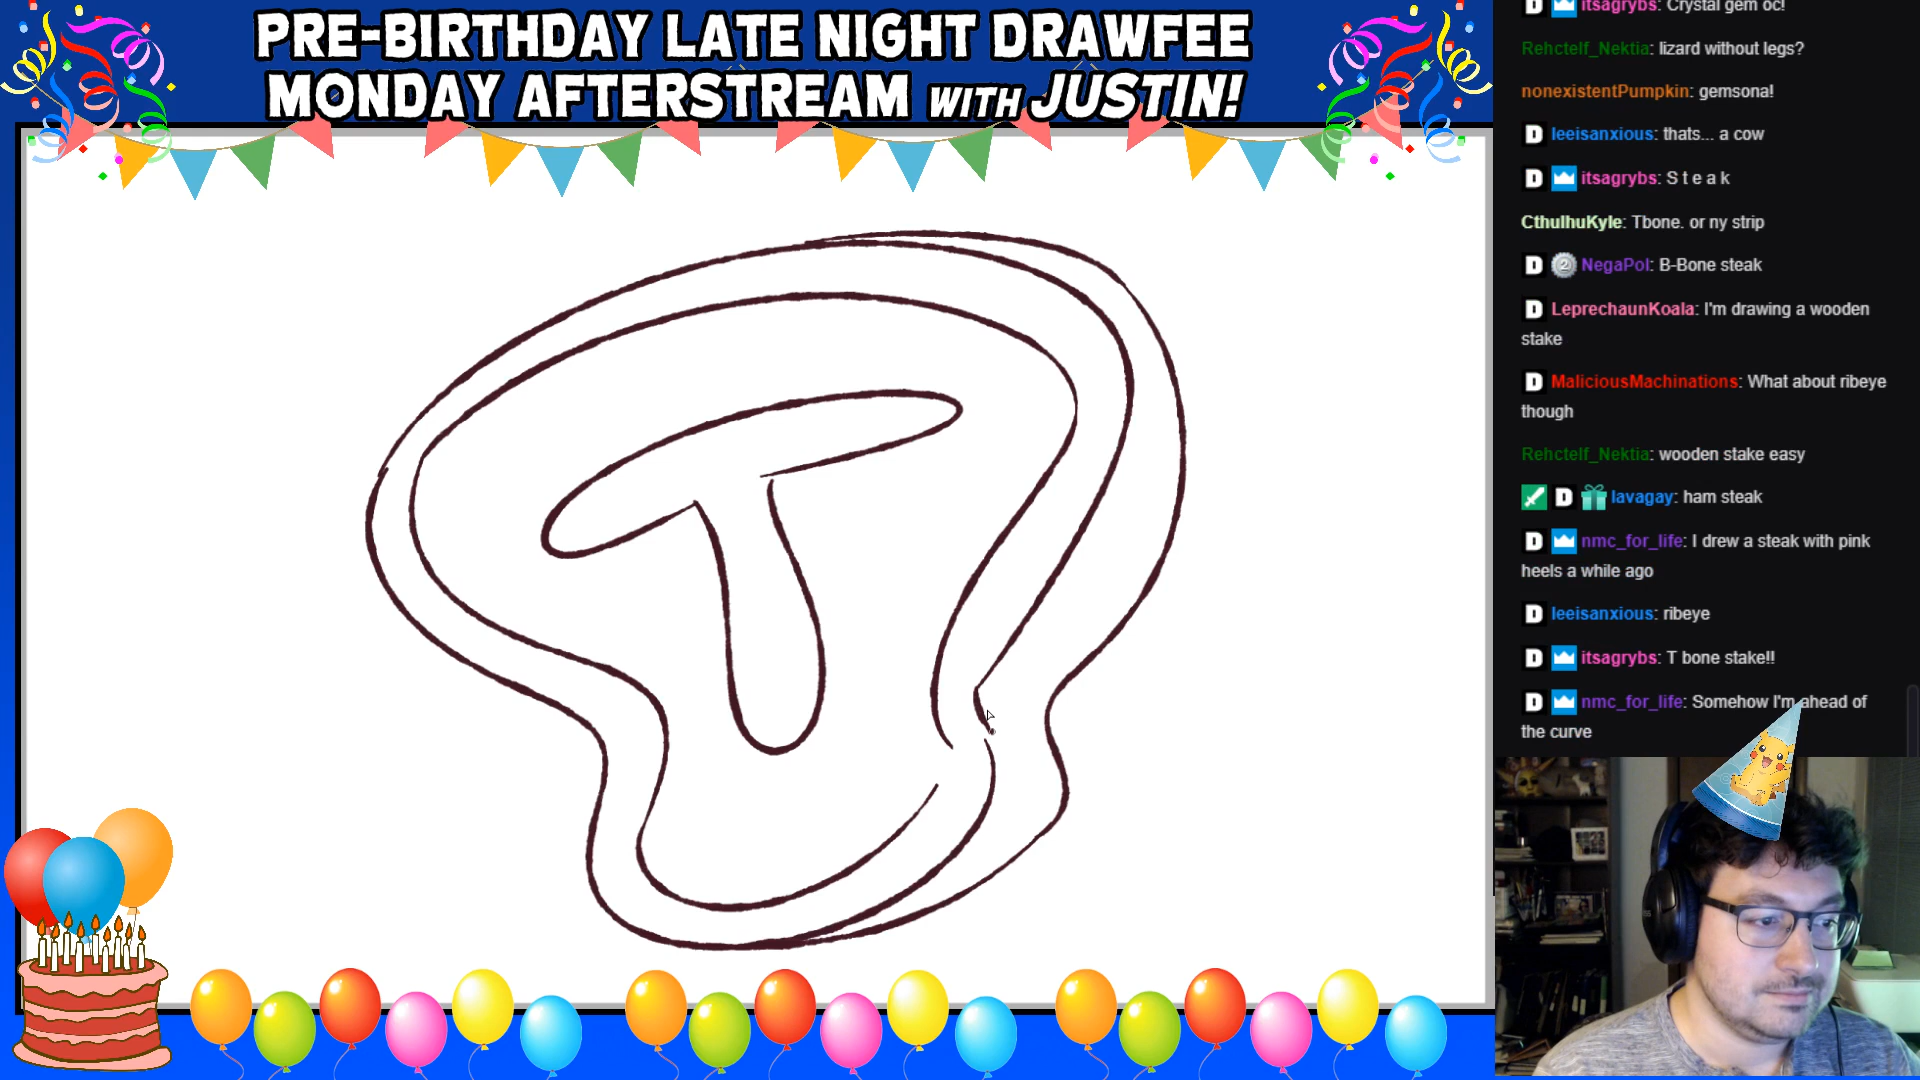 PRE-BIRTHDAY LATE NIGHT DRAWFEE
MONDAY AFTERSTREAM WITH JUSTIN!
itsagrybs: Crystal gem oc!
Rehctelf_Nektia: lizard without legs?
nonexistentPumpkin: gemsona!
leeisanxious: thats... a cow
itsagrybs: S t e a k
CthulhuKyle: Tbone. or ny strip
NegaPol: B-Bone steak
LeprechaunKoala: I'm drawing a wooden
stake
MaliciousMachinations: What about ribeye
though
Rehctelf_Nektia: wooden stake easy
lavagay: ham steak
nmc_for_life: I drew a steak with pink
heels a while ago
leeisanxious: ribeye
itsagrybs: T bone stake!!
nmc_for_life: Somehow I'm ahead of
the curve